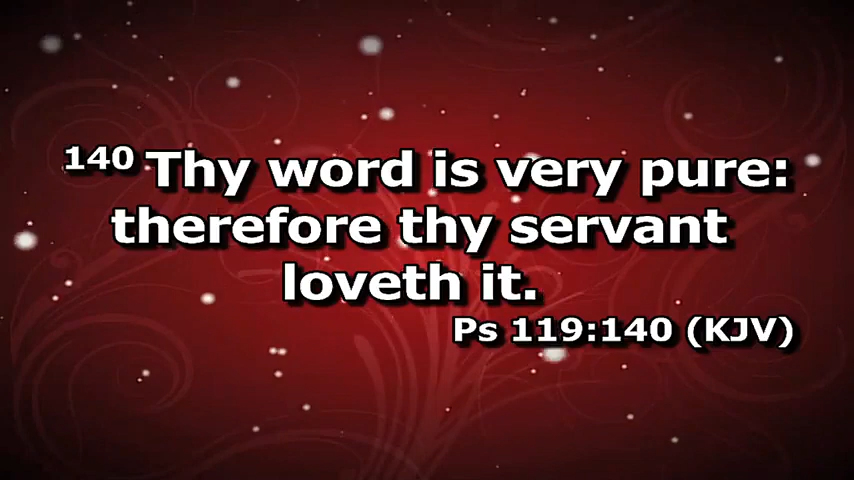 140 Thy word is very pure:
therefore thy servant
loveth it.
Ps 119:140 (KJV)